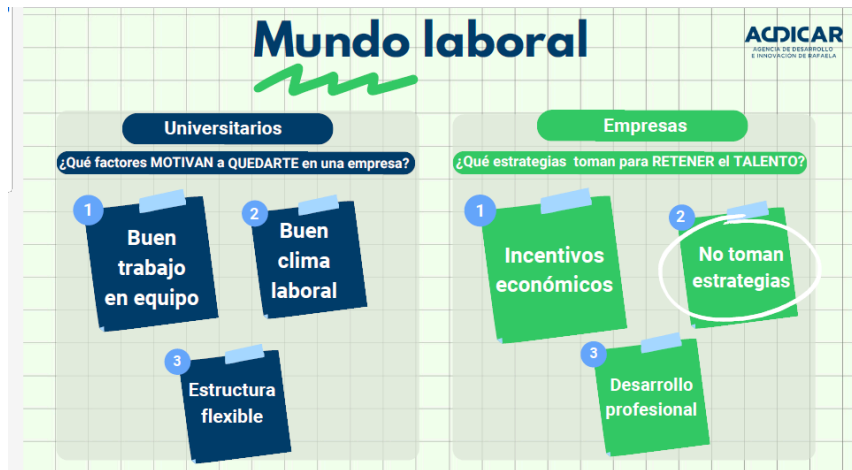 Mundo laboral
ACDICAR
AGENCIA DE DESARROLLO
E INNOVACIÓN DE RAFAELA
Universitarios
¿Qué factores MOTIVAN a QUEDARTE en una empresa?
1
Buen
trabajo
en equipo
2
Buen
clima
laboral
3
Estructura
flexible
Empresas
¿Qué estrategias toman para RETENER el TALENTO?
1
Incentivos
económicos
2
No toman
estrategias
3
Desarrollo
profesional